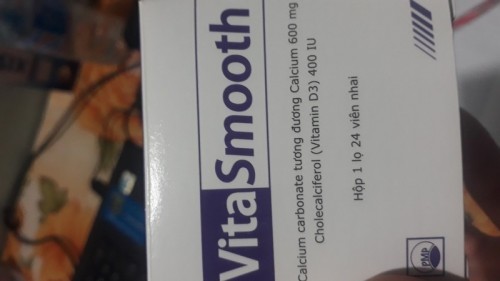 VitaSmooth
Calcium carbonate tương đương Calcium 600 mg
Cholecalciferol (Vitamin D3) 400 IU
Hộp 1 lọ 24 viên nhai
PMP